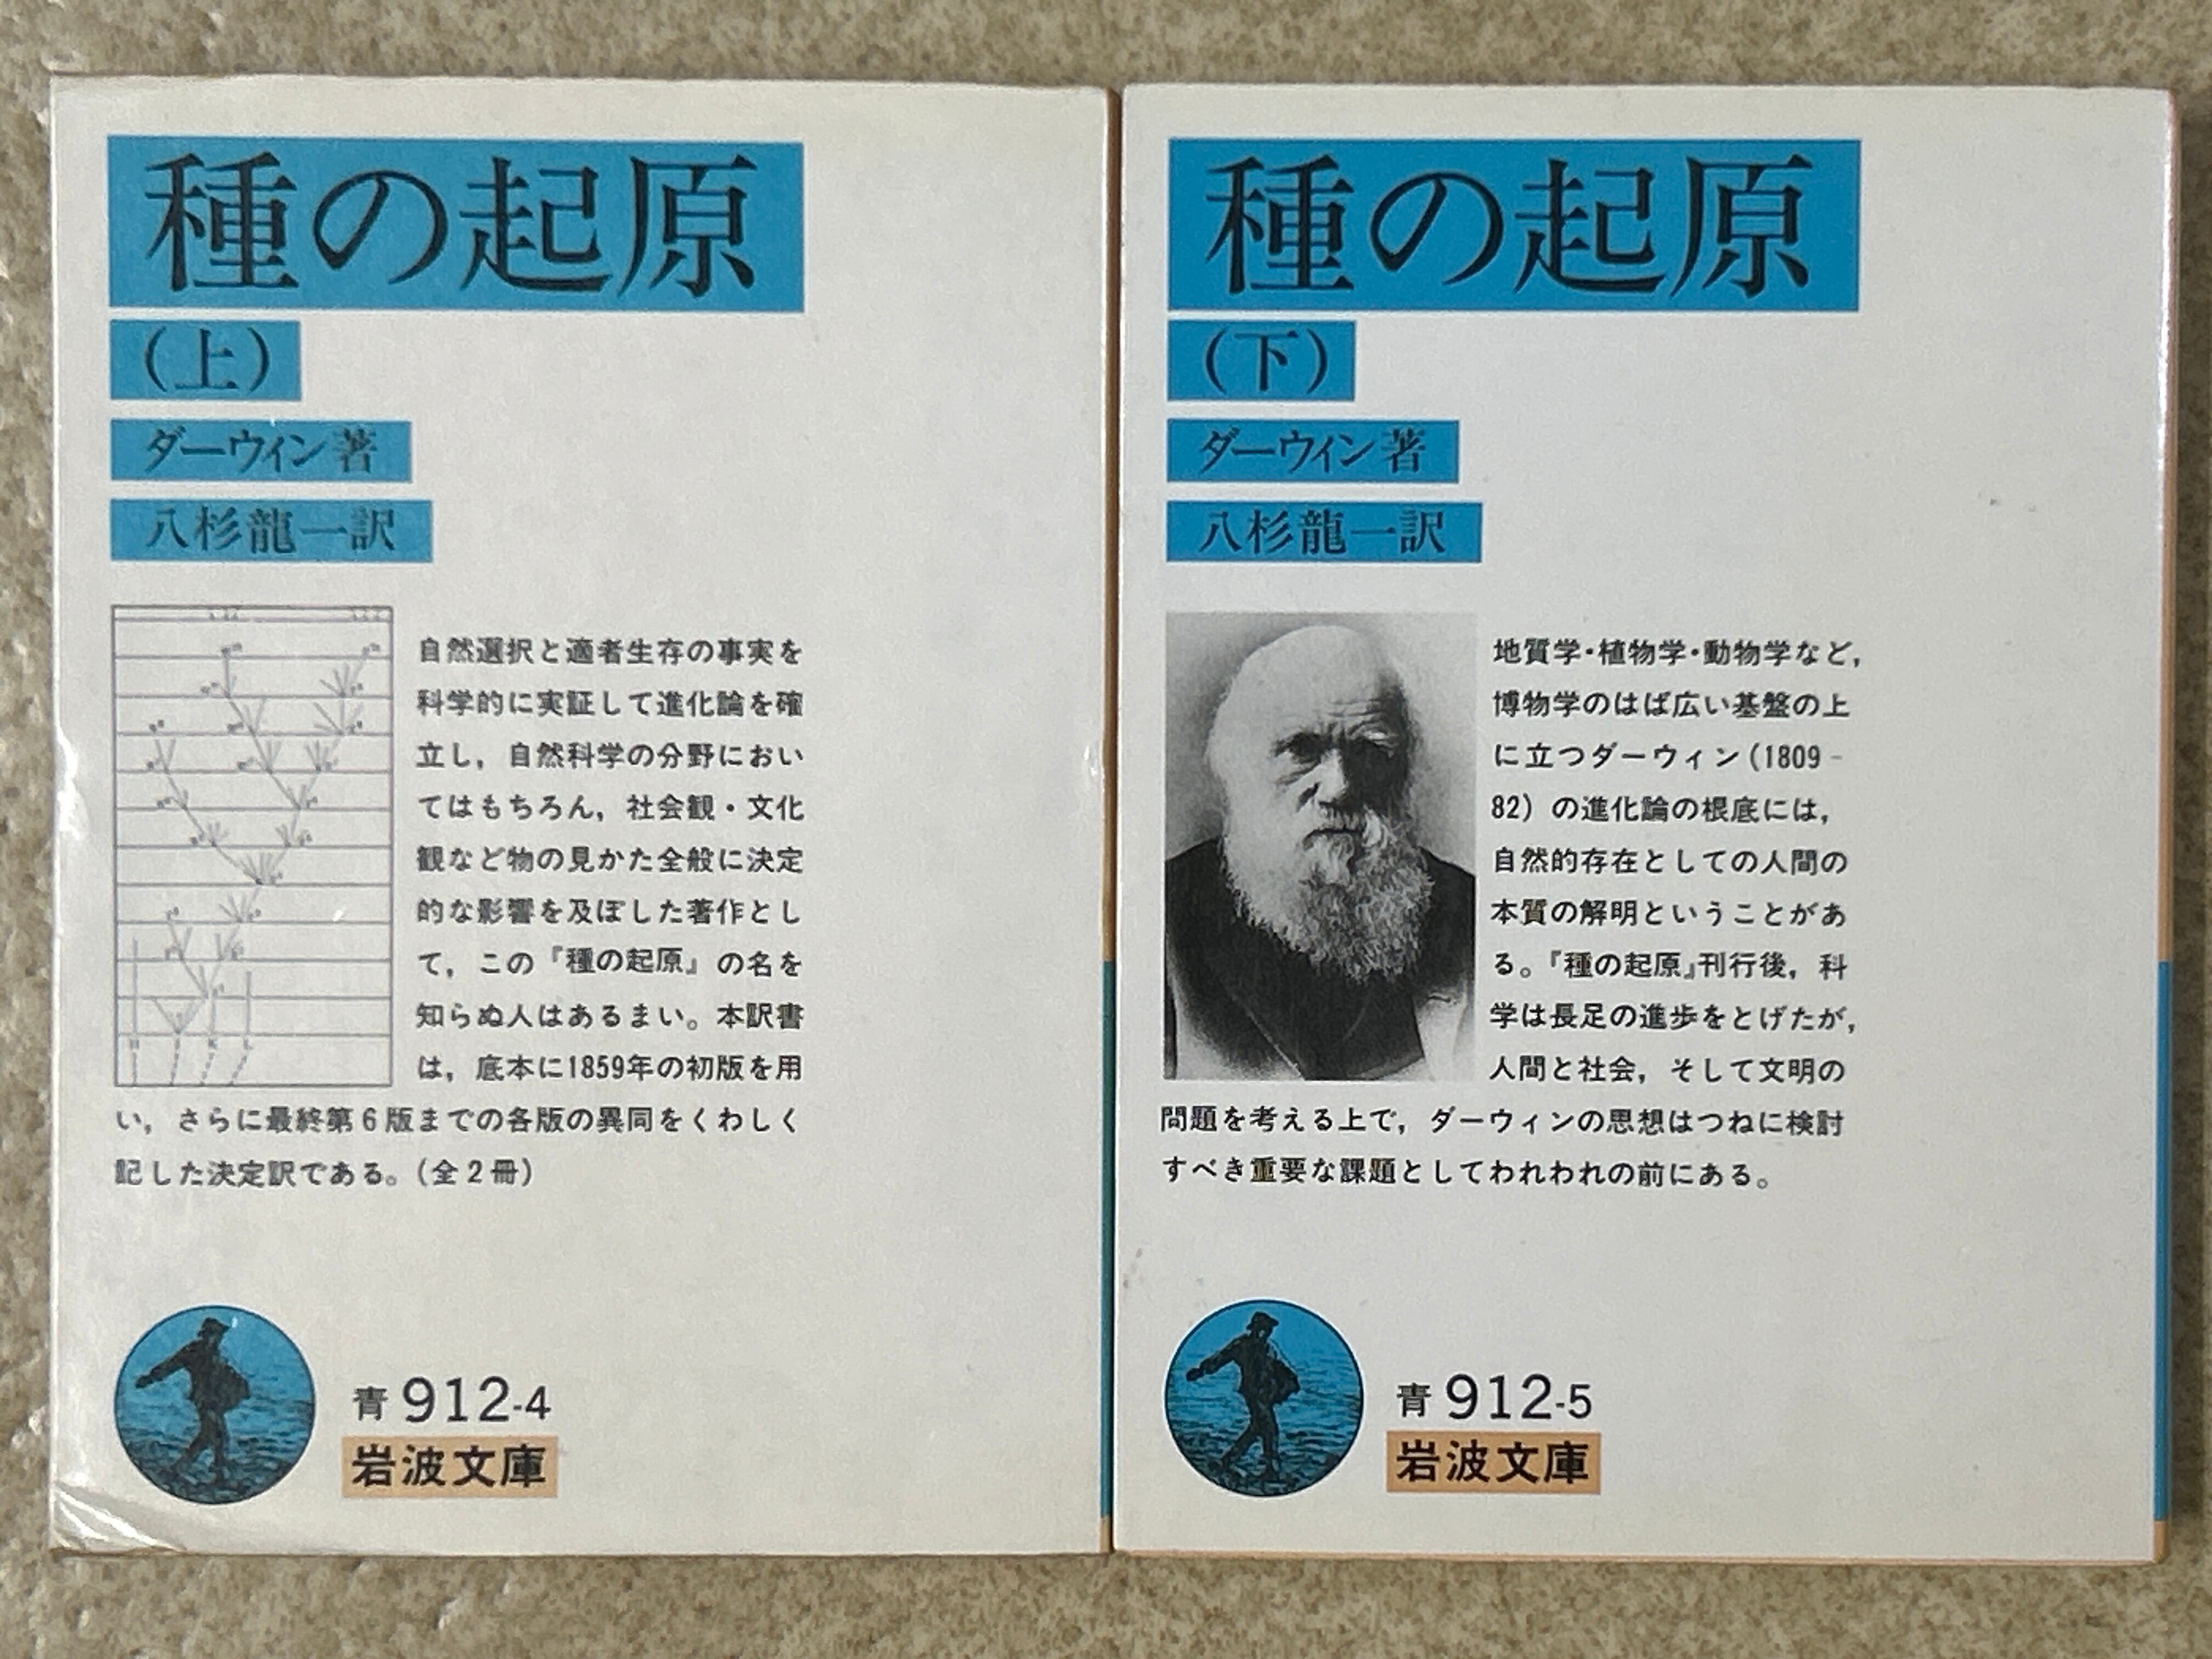 種の起原
(上)
ダーウィン著
八杉龍一訳
自然選択と適者生存の事実を
科学的に実証して進化論を確
立し，自然科学の分野におい
てはもちろん，社会観・文化
観など物の見かた全般に決定
的な影響を及ぼした著作とし
て，この『種の起原』の名を
知らぬ人はあるまい。本訳書
は，底本に1859年の初版を用
い，さらに最終第6版までの各版の異同をくわしく
記した決定訳である。(全2冊)
青 912-4
岩波文庫
種の起原
(下)
ダーウィン著
八杉龍一訳
地質学・植物学・動物学など，
博物学のはば広い基盤の上
に立つダーウィン(1809-
82)の進化論の根底には，
自然的存在としての人間の
本質の解明ということがあ
る。『種の起原』刊行後，科
学は長足の進歩をとげたが，
人間と社会，そして文明の
問題を考える上で，ダーウィンの思想はつねに検討
すべき重要な課題としてわれわれの前にある。
青 912-5
岩波文庫